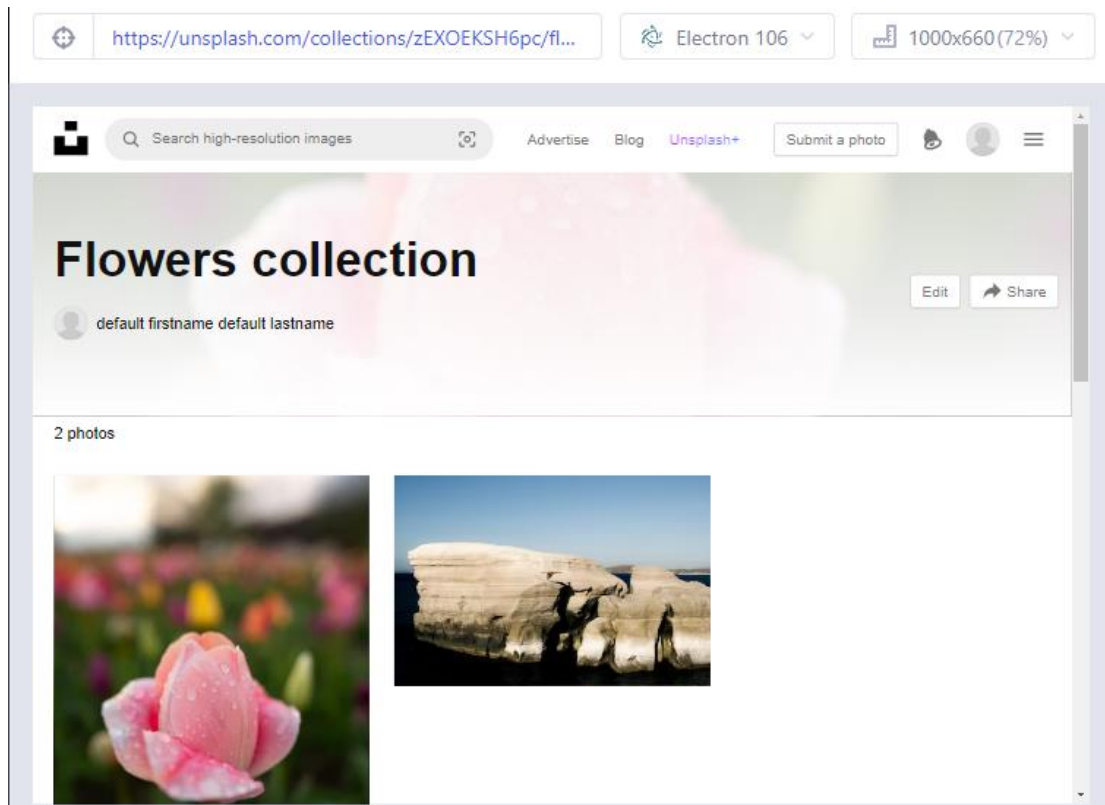 https://unsplash.com/collections/zEXOEKSH6pc/fl...
Electron 106
1000x660 (72%)
Search high-resolution images
Advertise
Blog
Unsplash+
Submit a photo
Flowers collection
Edit
Share
default firstname default lastname
2 photos